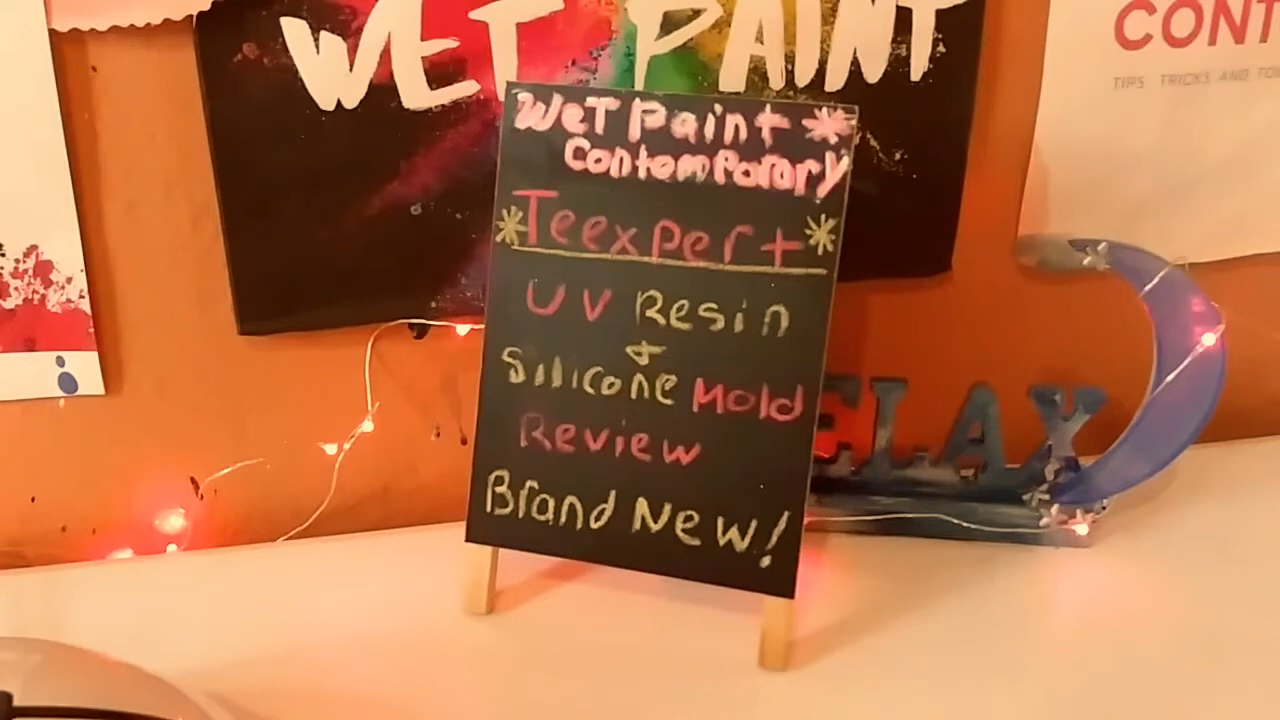 WET PAINT
CONT
TIPS TRICKS AND
Wet Paint
Contemporary
Teexpert
UV Resin
&
Silicone Mold
Review
Brand New!
ELAX